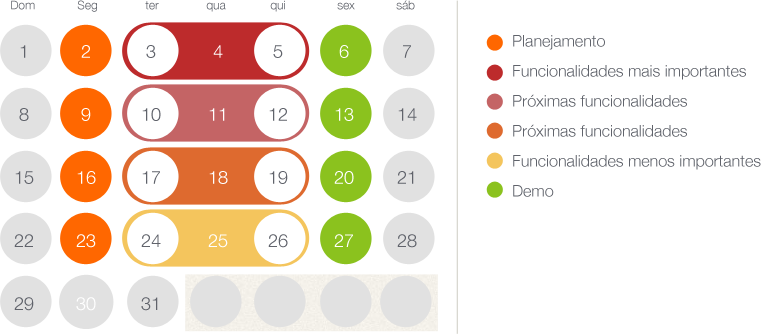 Dom Seg ter qua qui sex sáb
1 2 3 4 5 6 7
8 9 10 11 12 13 14
15 16 17 18 19 20 21
22 23 24 25 26 27 28
29 30 31
Planejamento
Funcionalidades mais importantes
Próximas funcionalidades
Próximas funcionalidades
Funcionalidades menos importantes
Demo